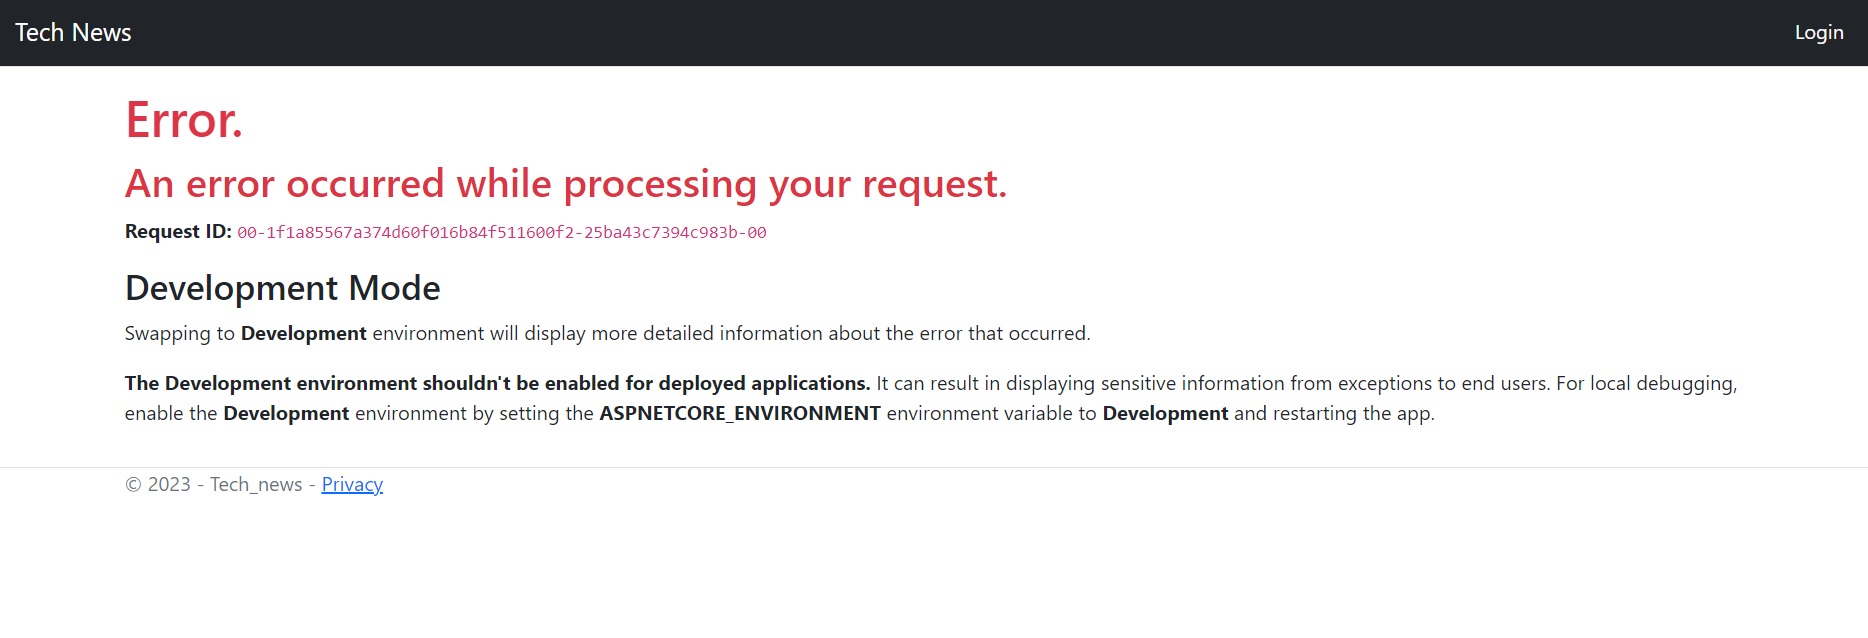 Tech News
Login
Error.
An error occurred while processing your request.
Request ID: 00-1f1a85567a374d60f016b84f511600f2-25ba43c7394c983b-00
Development Mode
Swapping to Development environment will display more detailed information about the error that occurred.
The Development environment shouldn't be enabled for deployed applications. It can result in displaying sensitive information from exceptions to end users. For local debugging,
enable the Development environment by setting the ASPNETCORE_ENVIRONMENT environment variable to Development and restarting the app.
© 2023 - Tech_news - Privacy